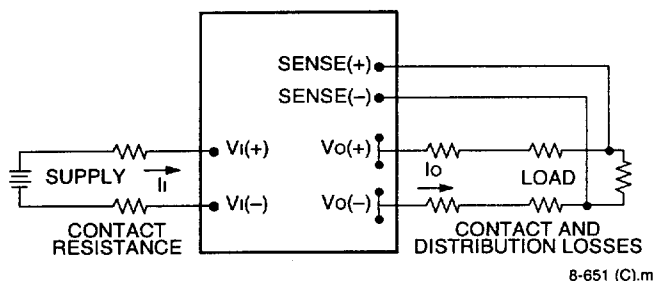 SENSE(+)
SENSE(–)
VI(+)
VO(+)
IO
SUPPLY
II
LOAD
VI(–)
VO(–)
CONTACT
RESISTANCE
CONTACT AND
DISTRIBUTION LOSSES
8-651 (C).m